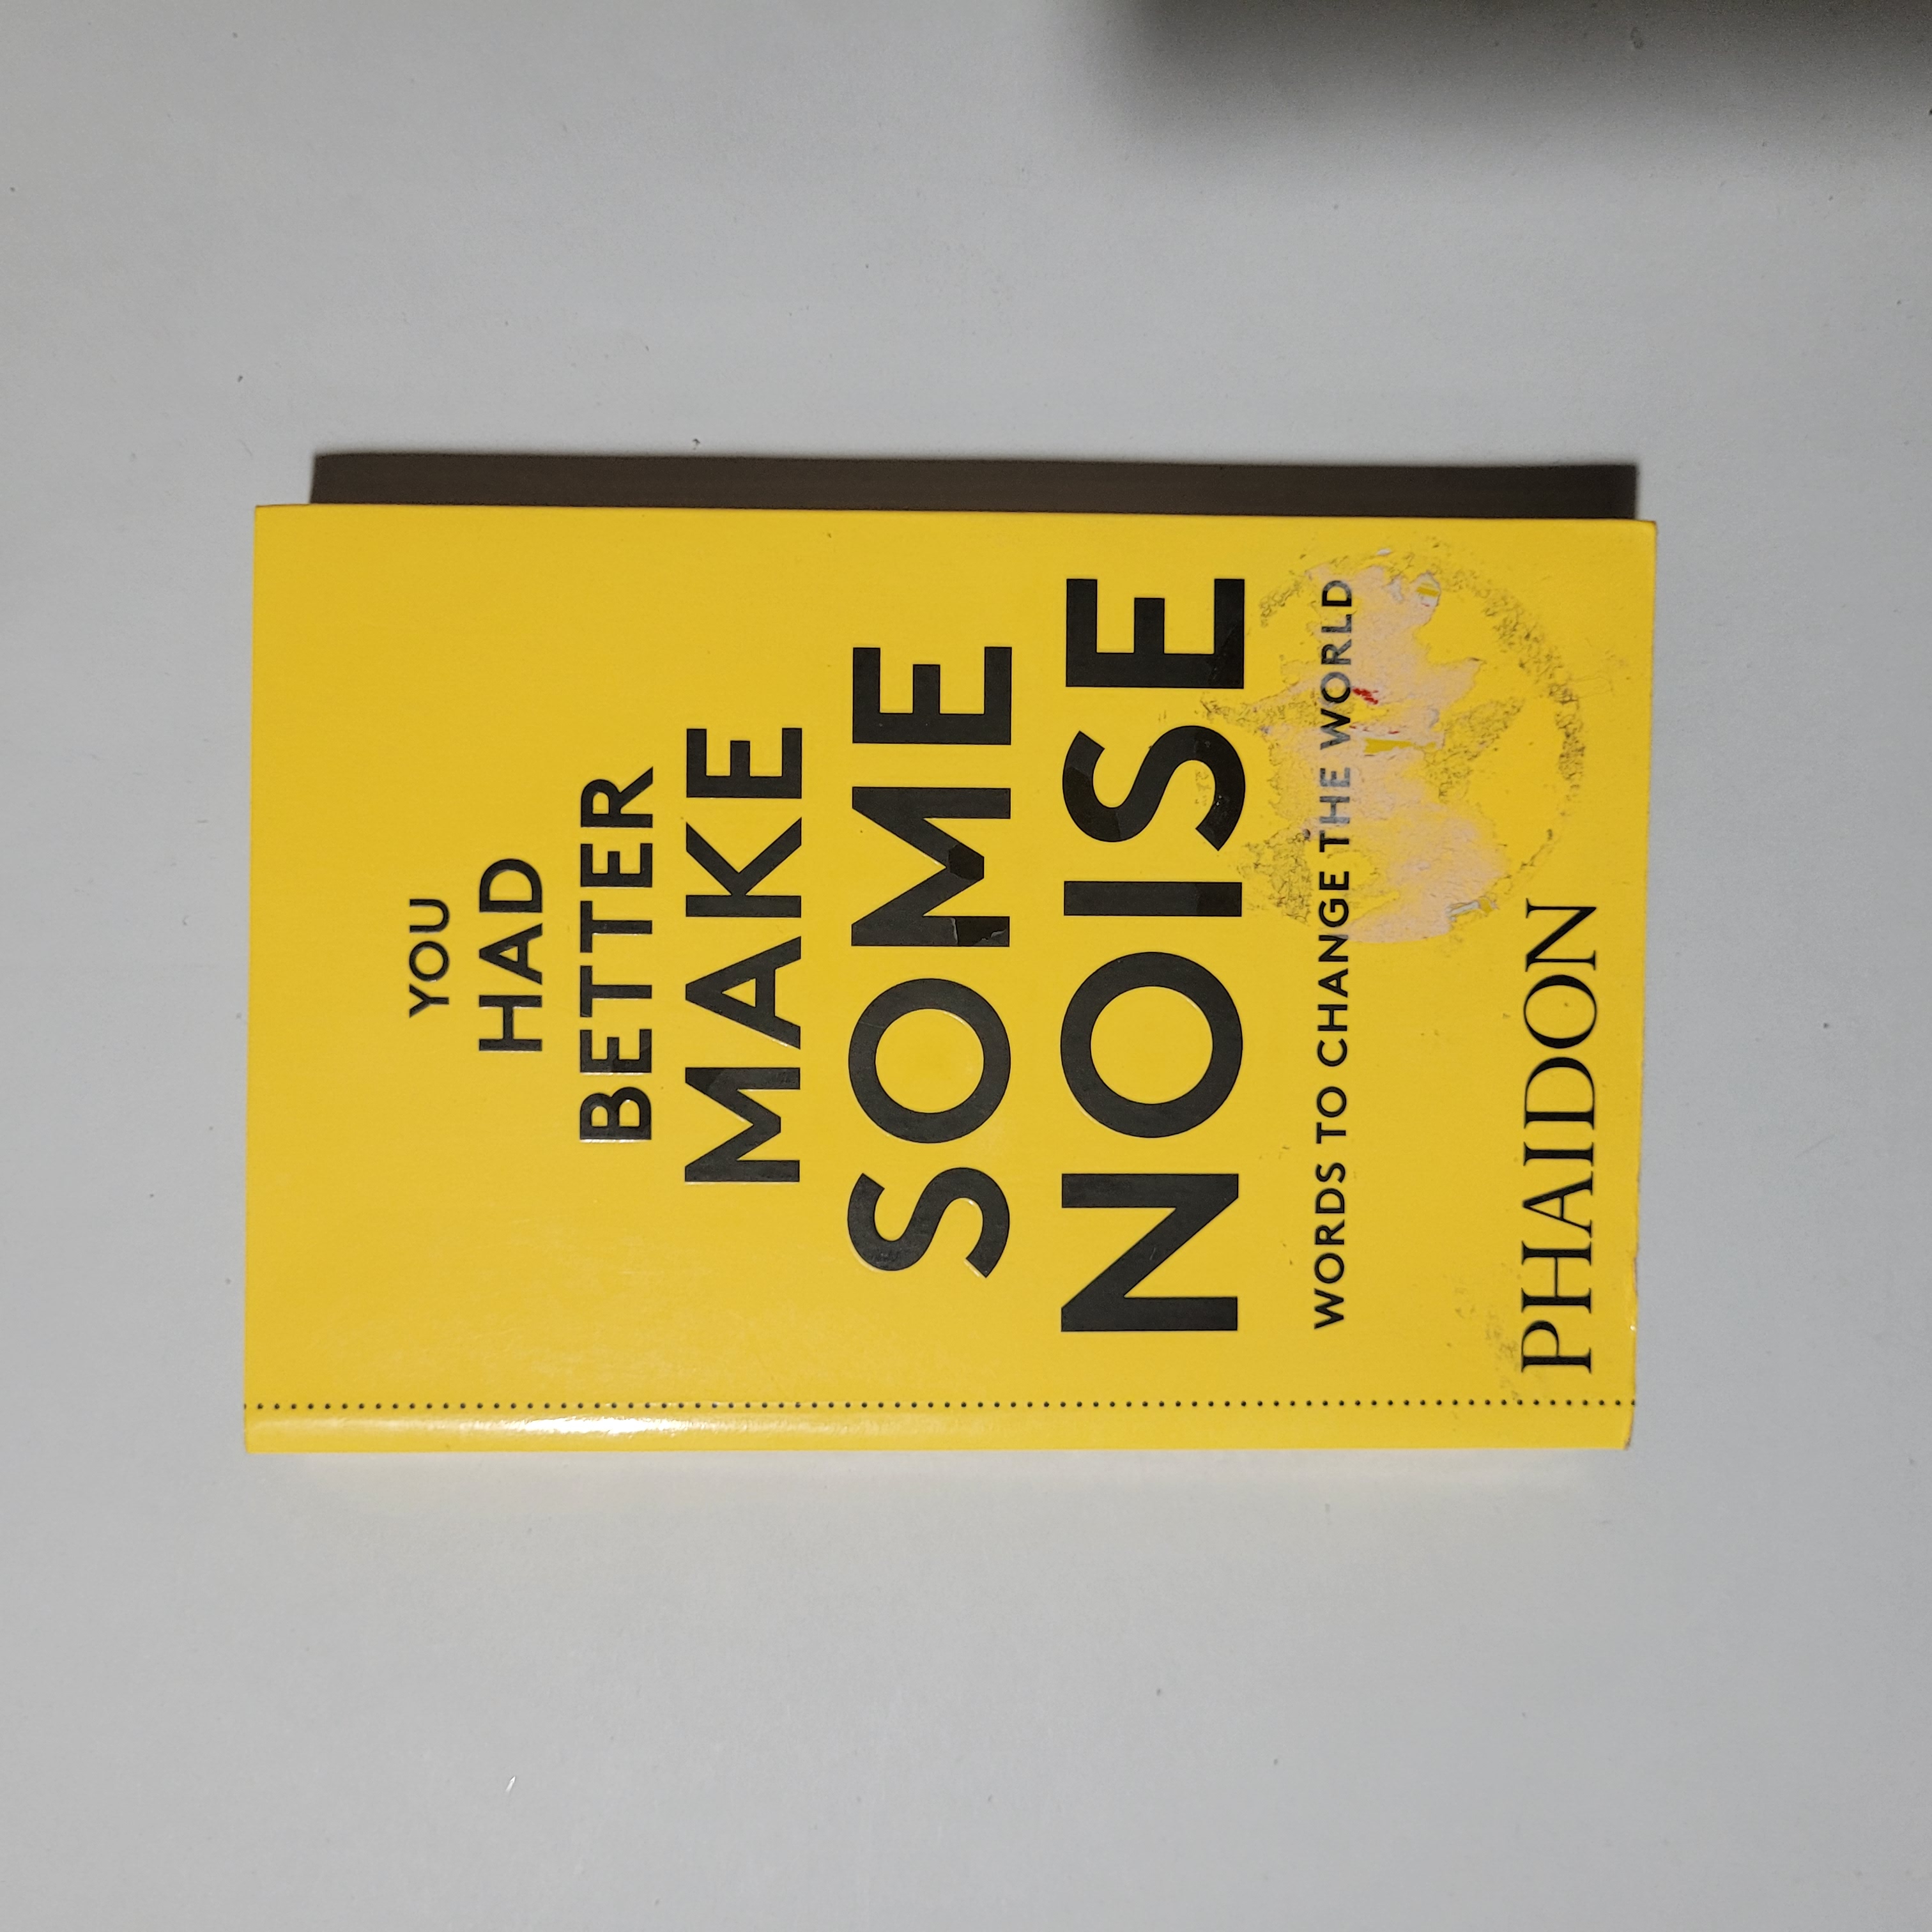 YOU
HAD
BETTER
MAKE
SOME
NOISE
WORDS TO CHANGE THE WORLD
PHAIDON